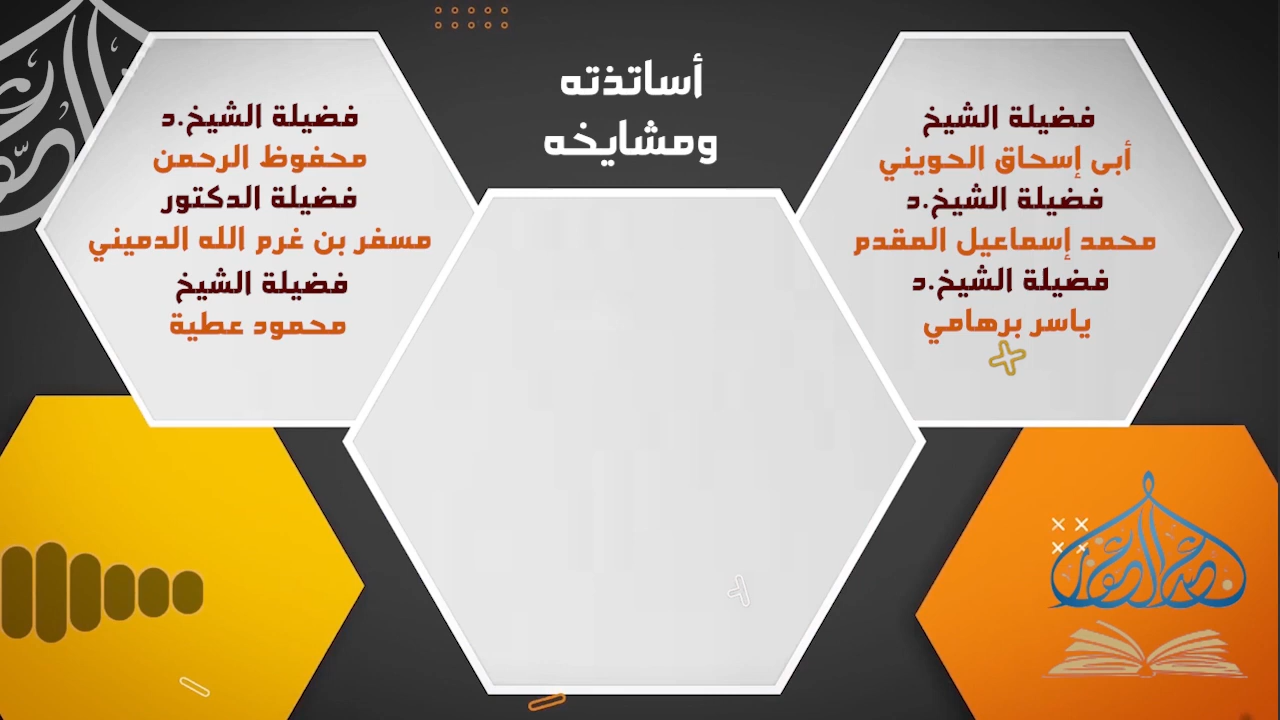 أساتذته
ومشايخه
فضيلة الشيخ
أبى إسحاق الحويني
فضيلة الشيخ.د
محمد إسماعيل المقدم
فضيلة الشيخ.د
ياسر برهامي
فضيلة الشيخ.د
محفوظ الرحمن
فضيلة الدكتور
مسفر بن غرم الله الدميني
فضيلة الشيخ
محمود عطية